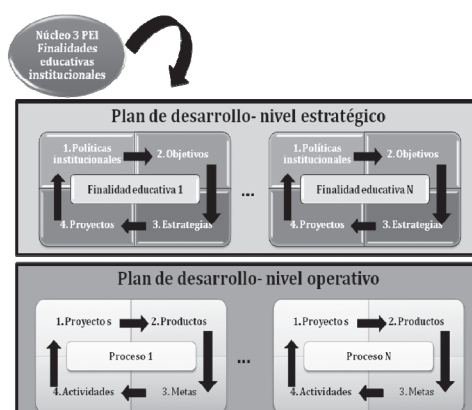 Núcleo 3 PEI
Finalidades
educativas
institucionales
Plan de desarrollo- nivel estratégico
1.Políticas
institucionales
2.Objetivos
Finalidad educativa 1
4.Proyectos
3. Estrategias
...
1.Políticas
institucionales
2.Objetivos
Finalidad educativa N
4.Proyectos
3. Estrategias
Plan de desarrollo- nivel operativo
1.Proyectos
2.Productos
Proceso 1
4.Actividades
3. Metas
...
1.Proyectos
2.Productos
Proceso N
4.Actividades
3. Metas